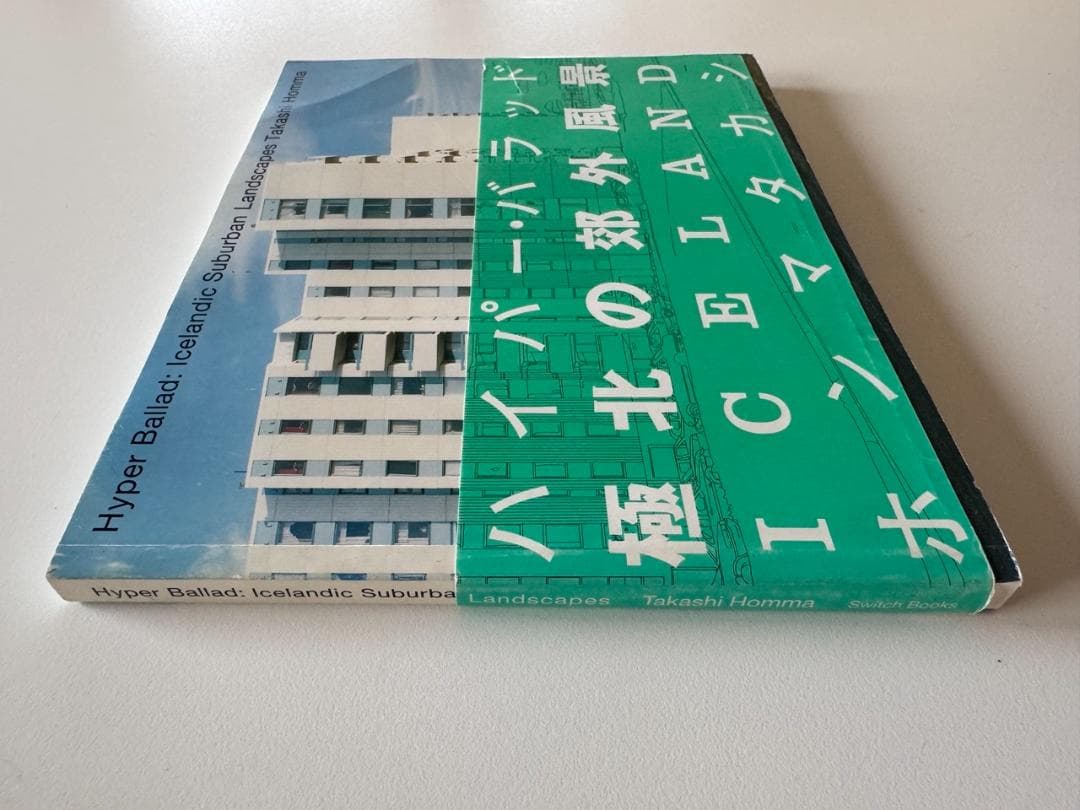 Hyper Ballad: Icelandic Suburban Landscapes Takashi Homma
ハイパー・バラッド
極北の郊外風景
ICELAND
ホンマタカシ
Hyper Ballad: Icelandic Suburba Landscapes Takashi Homma Switch Books